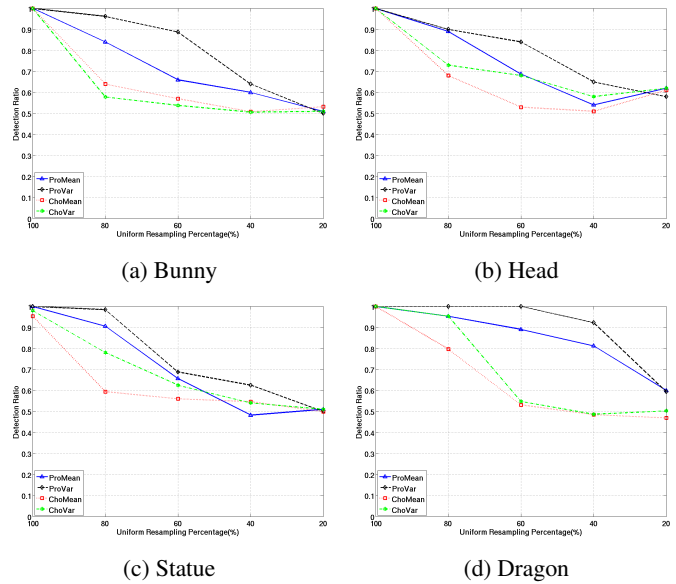 1
0.9
0.8
0.7
0.6
0.5
0.4
0.3
0.2
0.1
0
Detection Ratio
ProMean
ProVar
ChoMean
ChoVar
100 80 60 40 20
Uniform Resampling Percentage(%)
(a) Bunny
1
0.9
0.8
0.7
0.6
0.5
0.4
0.3
0.2
0.1
0
Detection Ratio
ProMean
ProVar
ChoMean
ChoVar
100 80 60 40 20
Uniform Resampling Percentage(%)
(b) Head
1
0.9
0.8
0.7
0.6
0.5
0.4
0.3
0.2
0.1
0
Detection Ratio
ProMean
ProVar
ChoMean
ChoVar
100 80 60 40 20
Uniform Resampling Percentage(%)
(c) Statue
1
0.9
0.8
0.7
0.6
0.5
0.4
0.3
0.2
0.1
0
Detection Ratio
ProMean
ProVar
ChoMean
ChoVar
100 80 60 40 20
Uniform Resampling Percentage(%)
(d) Dragon